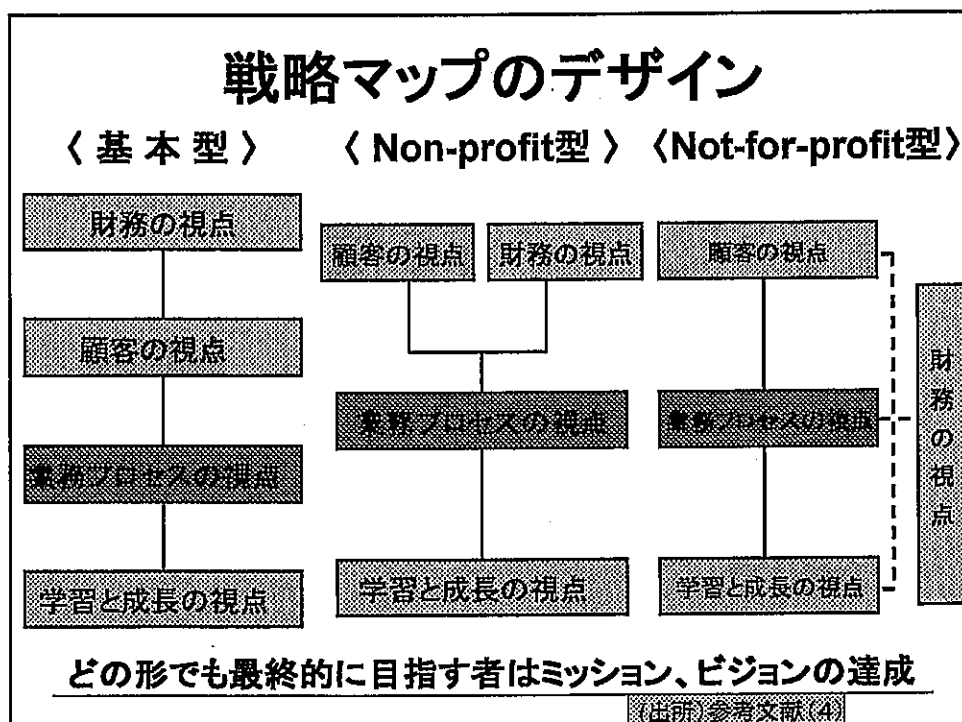 戦略マップのデザイン
〈 基 本 型 〉
〈 Non-profit型 〉
〈Not-for-profit型〉
財務の視点
顧客の視点
業務プロセスの視点
学習と成長の視点
顧客の視点
財務の視点
業務プロセスの視点
学習と成長の視点
顧客の視点
業務プロセスの視点
学習と成長の視点
財務の視点
どの形でも最終的に目指す者はミッション、ビジョンの達成
(出所)参考文献(4)